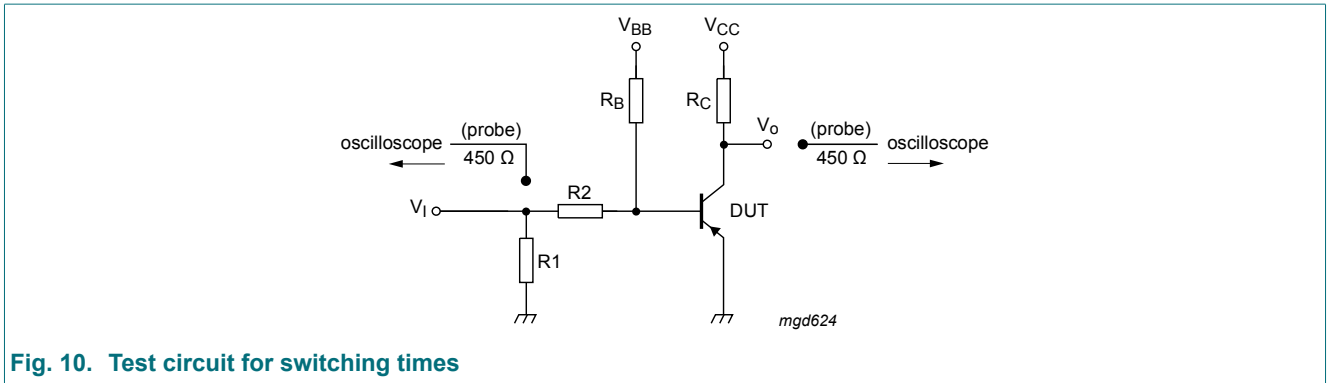 V_BB
V_CC
R_B
R_C
V_o
(probe)
450 Ω
oscilloscope
(probe)
450 Ω
oscilloscope
R2
V_I
DUT
R1
mgd624
Fig. 10. Test circuit for switching times